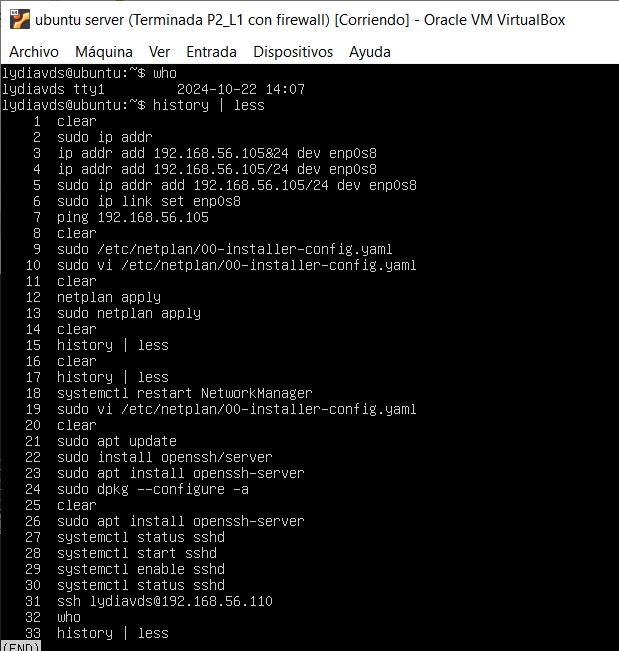 ubuntu server (Terminada P2_L1 con firewall) [Corriendo] - Oracle VM VirtualBox
Archivo Máquina Ver Entrada Dispositivos Ayuda
lydiavds@ubuntu:~$ who
lydiavds tty1         2024-10-22 14:07
lydiavds@ubuntu:~$ history | less
    1  clear
    2  sudo ip addr
    3  ip addr add 192.168.56.105&24 dev enp0s8
    4  ip addr add 192.168.56.105/24 dev enp0s8
    5  sudo ip addr add 192.168.56.105/24 dev enp0s8
    6  sudo ip link set enp0s8
    7  ping 192.168.56.105
    8  clear
    9  sudo /etc/netplan/00-installer-config.yaml
   10  sudo vi /etc/netplan/00-installer-config.yaml
   11  clear
   12  netplan apply
   13  sudo netplan apply
   14  clear
   15  history | less
   16  clear
   17  history | less
   18  systemctl restart NetworkManager
   19  sudo vi /etc/netplan/00-installer-config.yaml
   20  clear
   21  sudo apt update
   22  sudo install openssh/server
   23  sudo apt install openssh-server
   24  sudo dpkg --configure -a
   25  clear
   26  sudo apt install openssh-server
   27  systemctl status sshd
   28  systemctl start sshd
   29  systemctl enable sshd
   30  systemctl status sshd
   31  ssh lydiavds@192.168.56.110
   32  who
   33  history | less
(END)